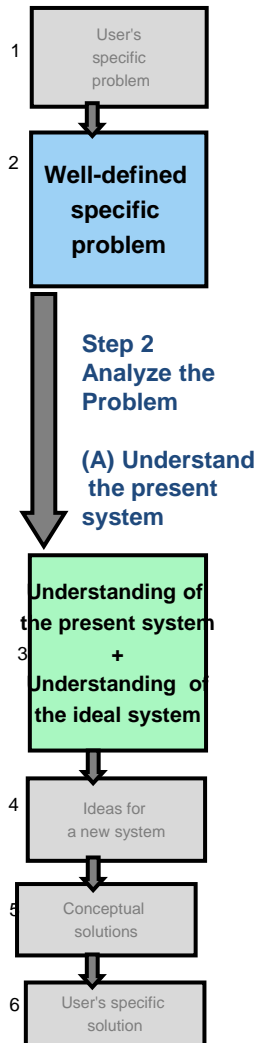 1
User's
specific
problem
2
Well-defined
specific
problem
Step 2
Analyze the
Problem
(A) Understand
the present
system
Understanding of
the present system
3
+
Understanding of
the ideal system
4
Ideas for
a new system
5
Conceptual
solutions
6
User's specific
solution